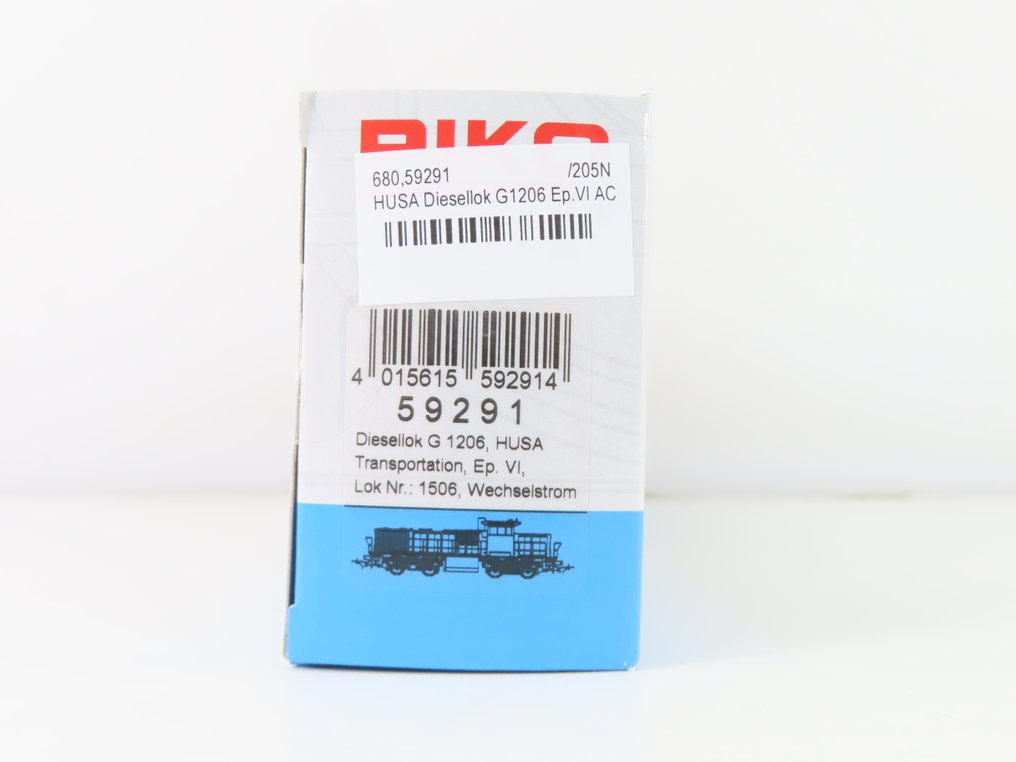 PIKO
680,59291 /205N
HUSA Diesellok G1206 Ep.VI AC
4 015615 592914
59291
Diesellok G 1206, HUSA
Transportation, Ep. VI,
Lok Nr.: 1506, Wechselstrom